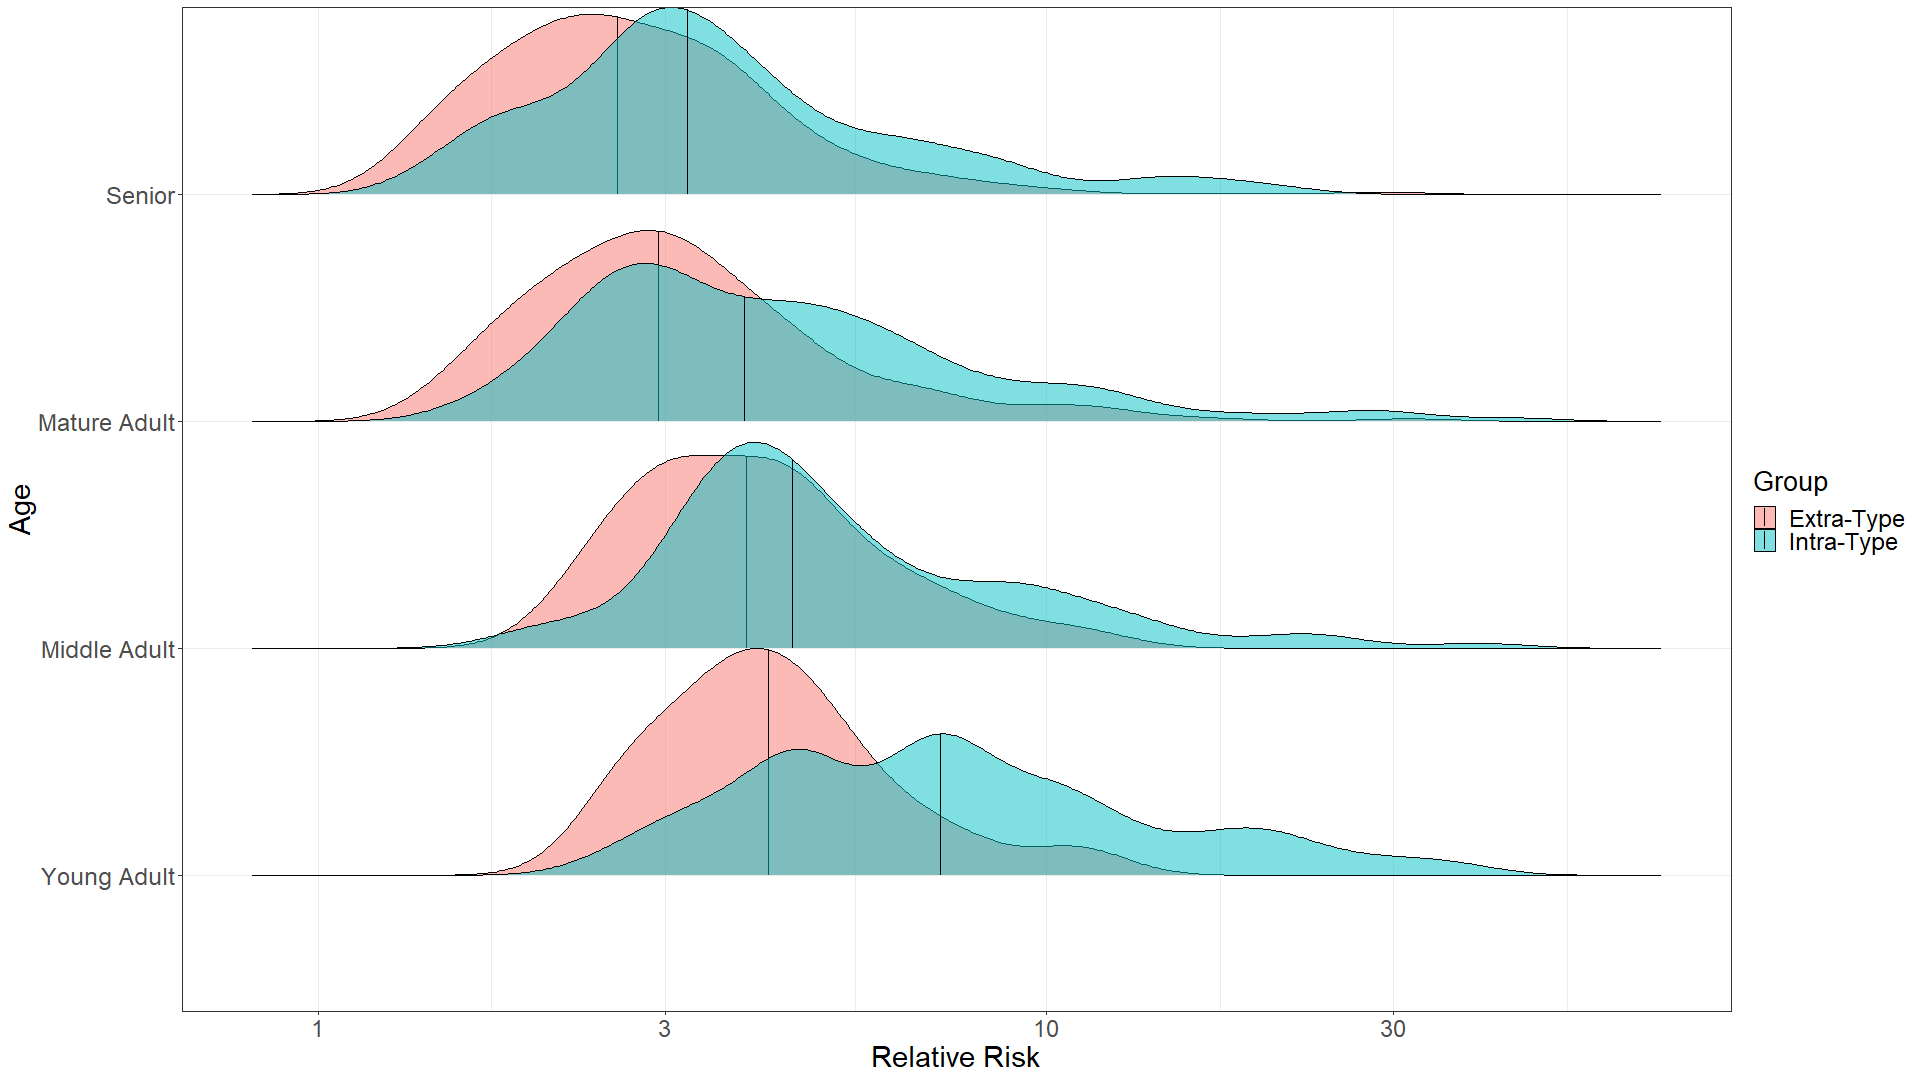 Senior
Mature Adult
Middle Adult
Young Adult
Age
1
3
10
30
Relative Risk
Group
Extra-Type
Intra-Type